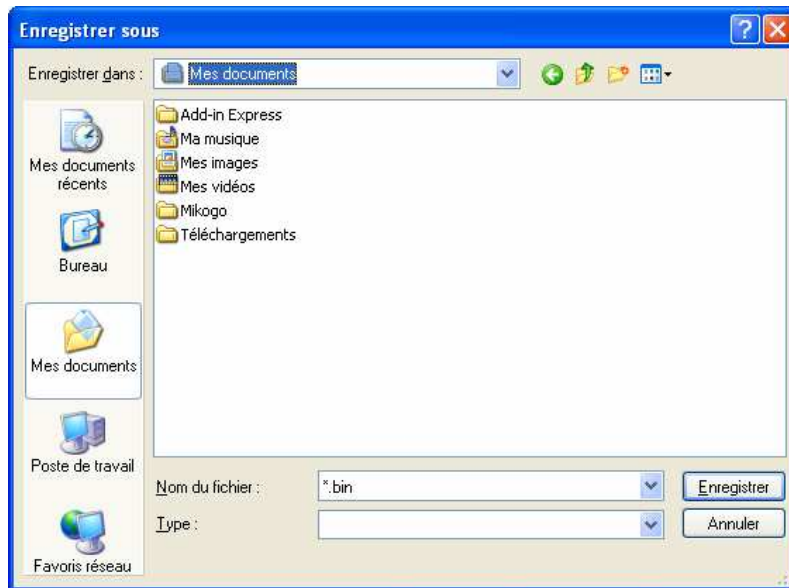 Enregistrer sous
Enregistrer dans :
Mes documents
Mes documents
récents
Bureau
Mes documents
Poste de travail
Favoris réseau
Add-in Express
Ma musique
Mes images
Mes vidéos
Mikogo
Téléchargements
Nom du fichier :
*.bin
Enregistrer
Type :
Annuler